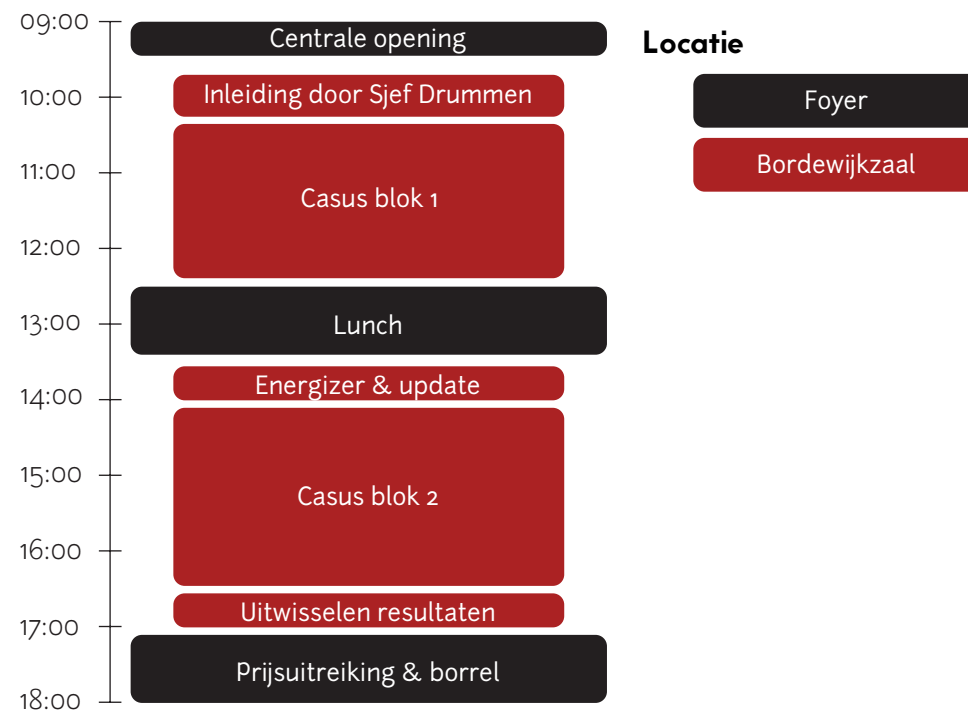 09:00
Centrale opening
Locatie
10:00
Inleiding door Sjef Drummen
Foyer
11:00
Bordewijkzaal
Casus blok 1
12:00
13:00
Lunch
14:00
Energizer & update
15:00
Casus blok 2
16:00
Uitwisselen resultaten
17:00
Prijsuitreiking & borrel
18:00